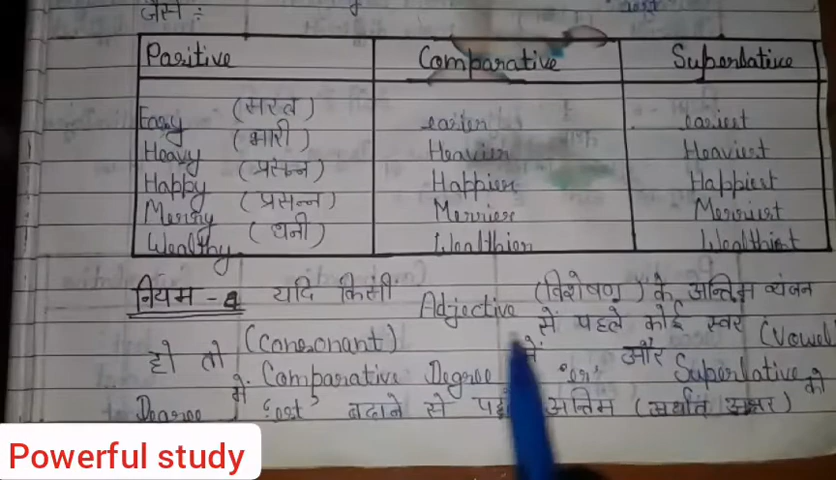 जैसे :
Positive Comparative Superlative
Easy (सरल) easier easiest
Heavy (भारी) Heavier Heaviest
Happy (प्रसन्न) Happier Happiest
Merry (प्रसन्न) Merrier Merriest
Wealthy (धनी) Wealthier Wealthiest
नियम - 4 यदि किसी Adjective (विशेषण) के अन्तिम व्यंजन
(Consonant) से पहले कोई स्वर (Vowel)
हो तो Comparative Degree में 'er' और Superlative
Degree में 'est' बढाने से अन्तिम (अर्थात अक्षर) को
Powerful study